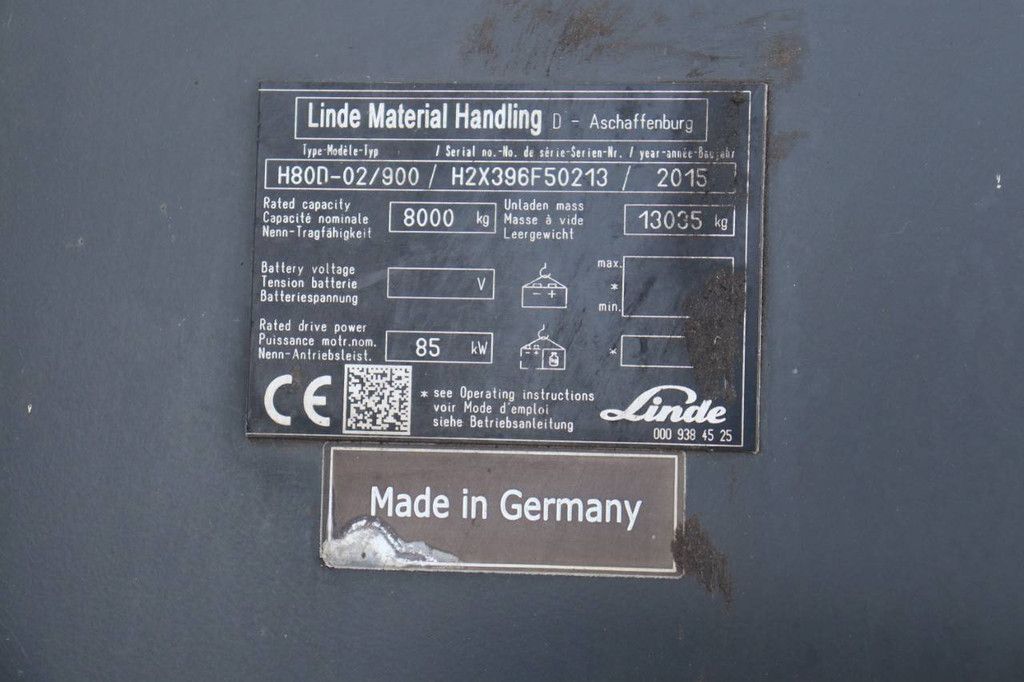 Linde Material Handling D - Aschaffenburg
Type-Modèle-Typ / Serial no.-No. de série-Serien-Nr. / year-année-Baujahr
H80D-02/900 / H2X396F50213 / 2015
Rated capacity
Capacité nominale
Nenn-Tragfähigkeit
8000 kg
Unladen mass
Masse à vide
Leergewicht
13035 kg
Battery voltage
Tension batterie
Batteriespannung
V
- +
max.
*
min.
Rated drive power
Puissance motr.nom.
Nenn-Antriebsleist.
85 kW
- +
*
CE
* see Operating instructions
voir Mode d'emploi
siehe Betriebsanleitung
Linde
000 938 45 25
Made in Germany